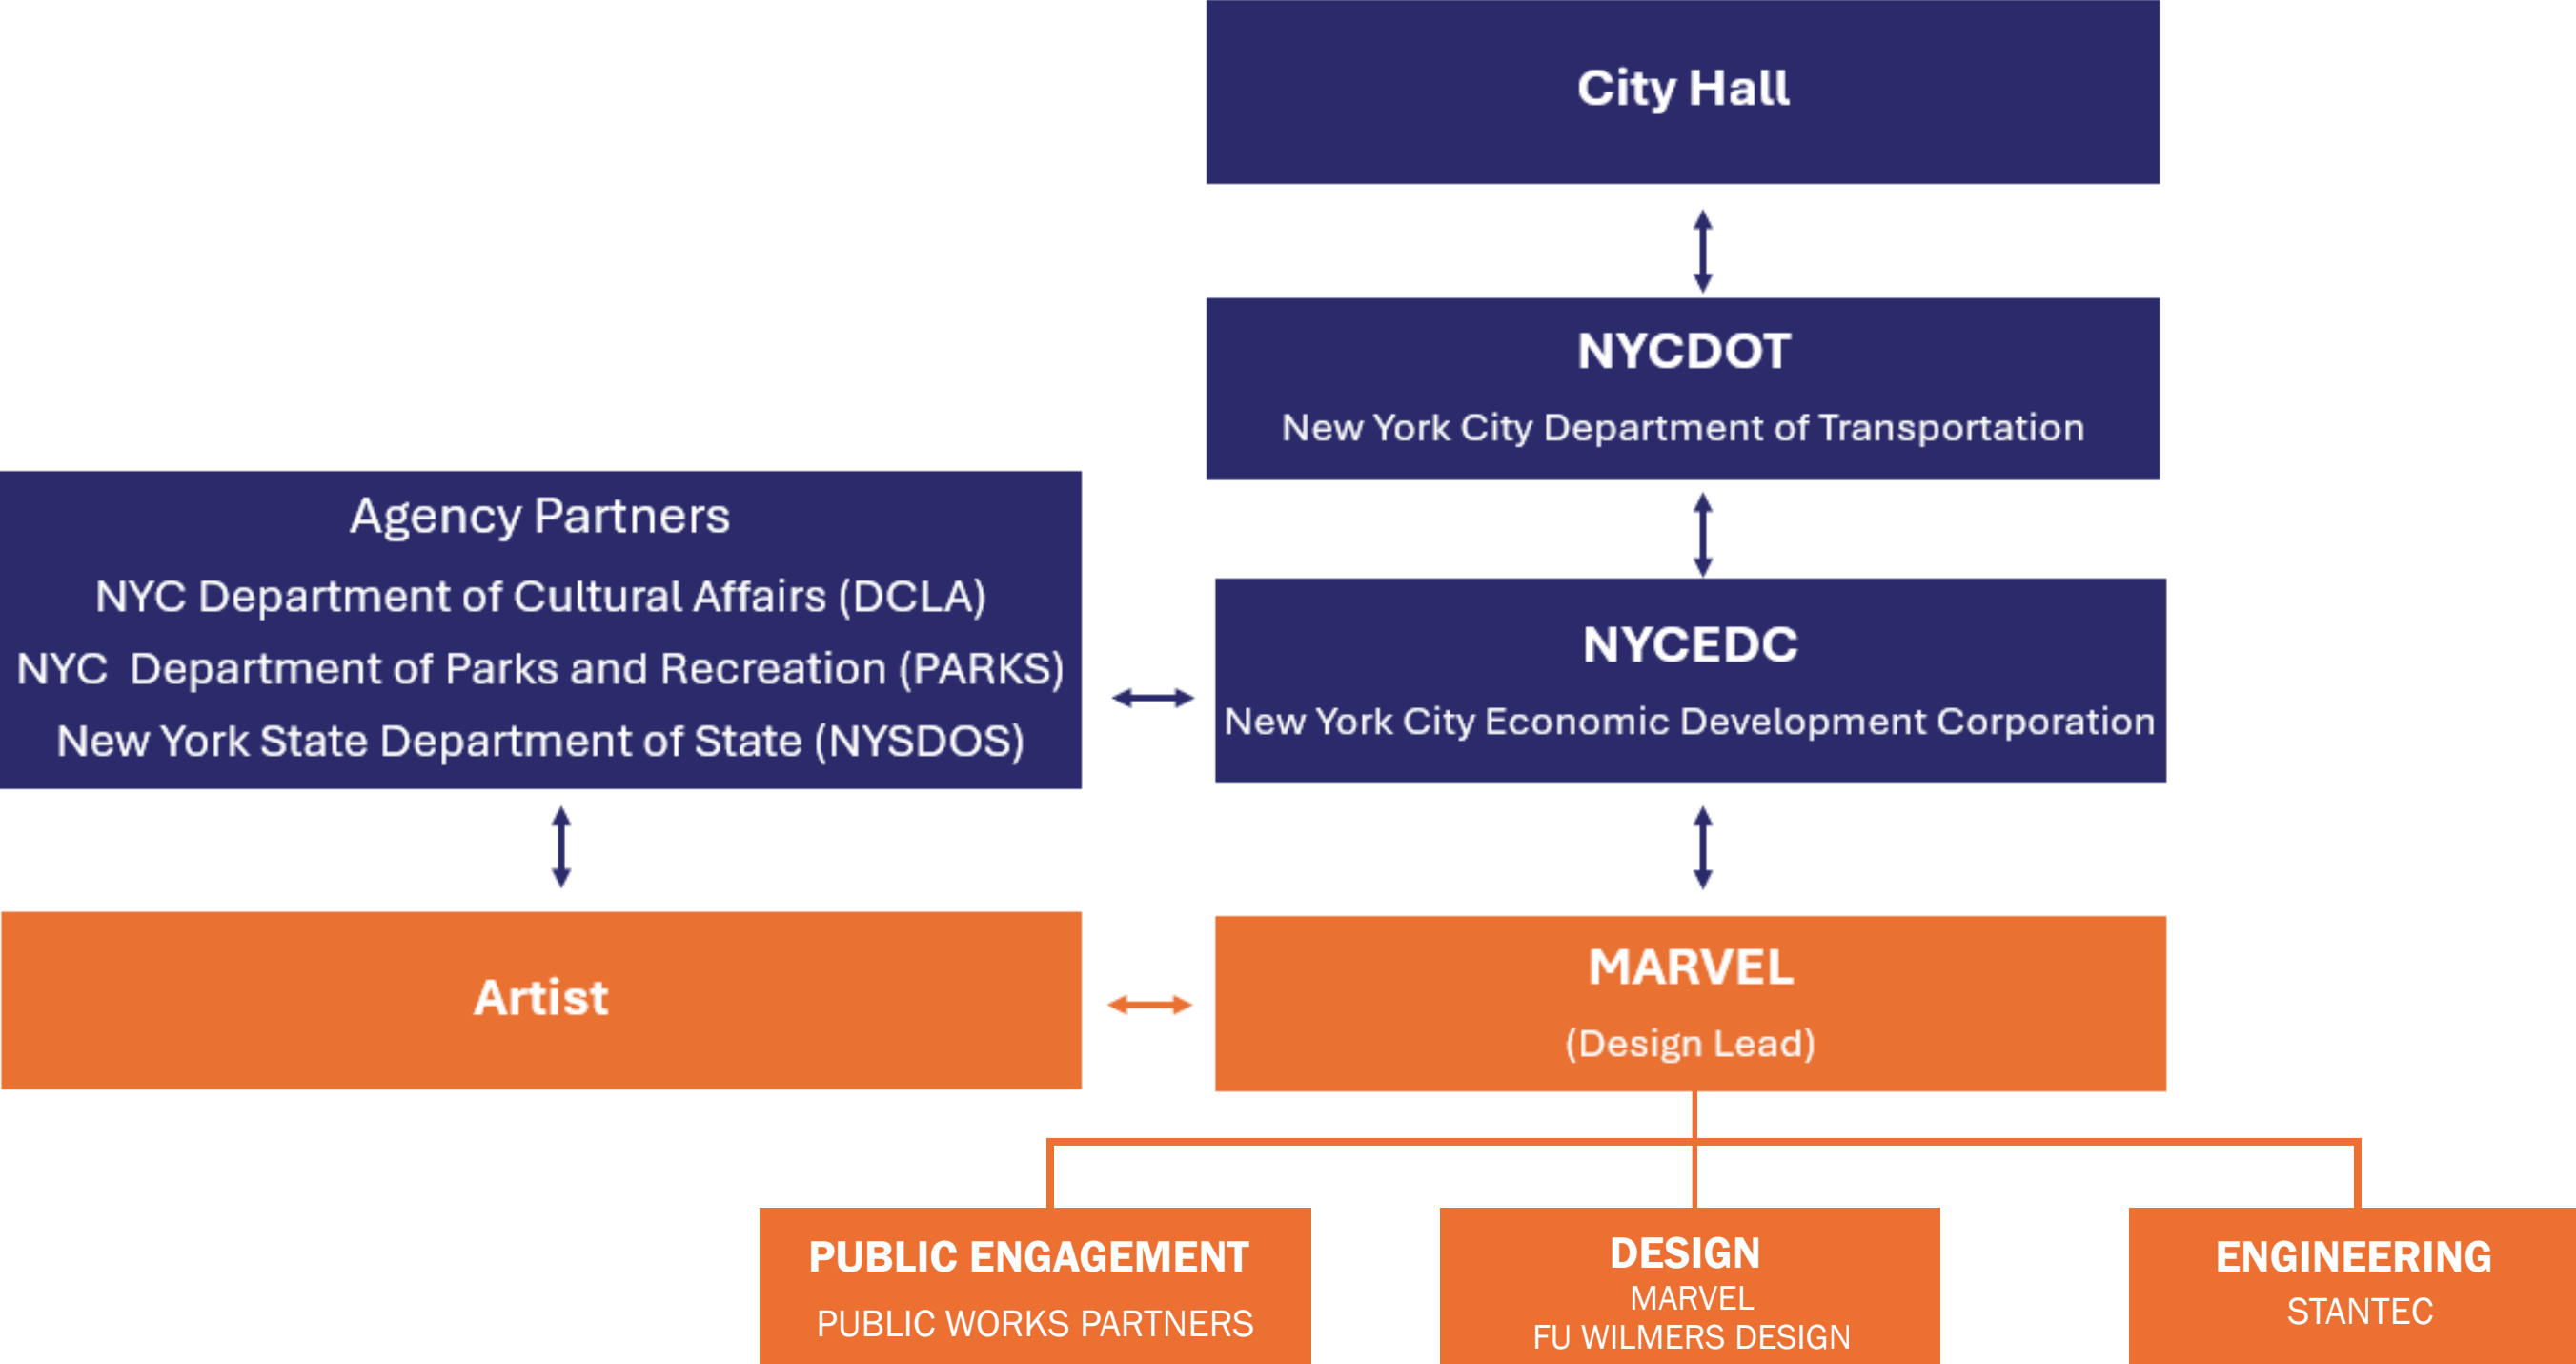 City Hall
NYCDOT
New York City Department of Transportation
Agency Partners
NYC Department of Cultural Affairs (DCLA)
NYC  Department of Parks and Recreation (PARKS)
New York State Department of State (NYSDOS)
NYCEDC
New York City Economic Development Corporation
Artist
MARVEL
(Design Lead)
PUBLIC ENGAGEMENT
PUBLIC WORKS PARTNERS
DESIGN
MARVEL
FU WILMERS DESIGN
ENGINEERING
STANTEC